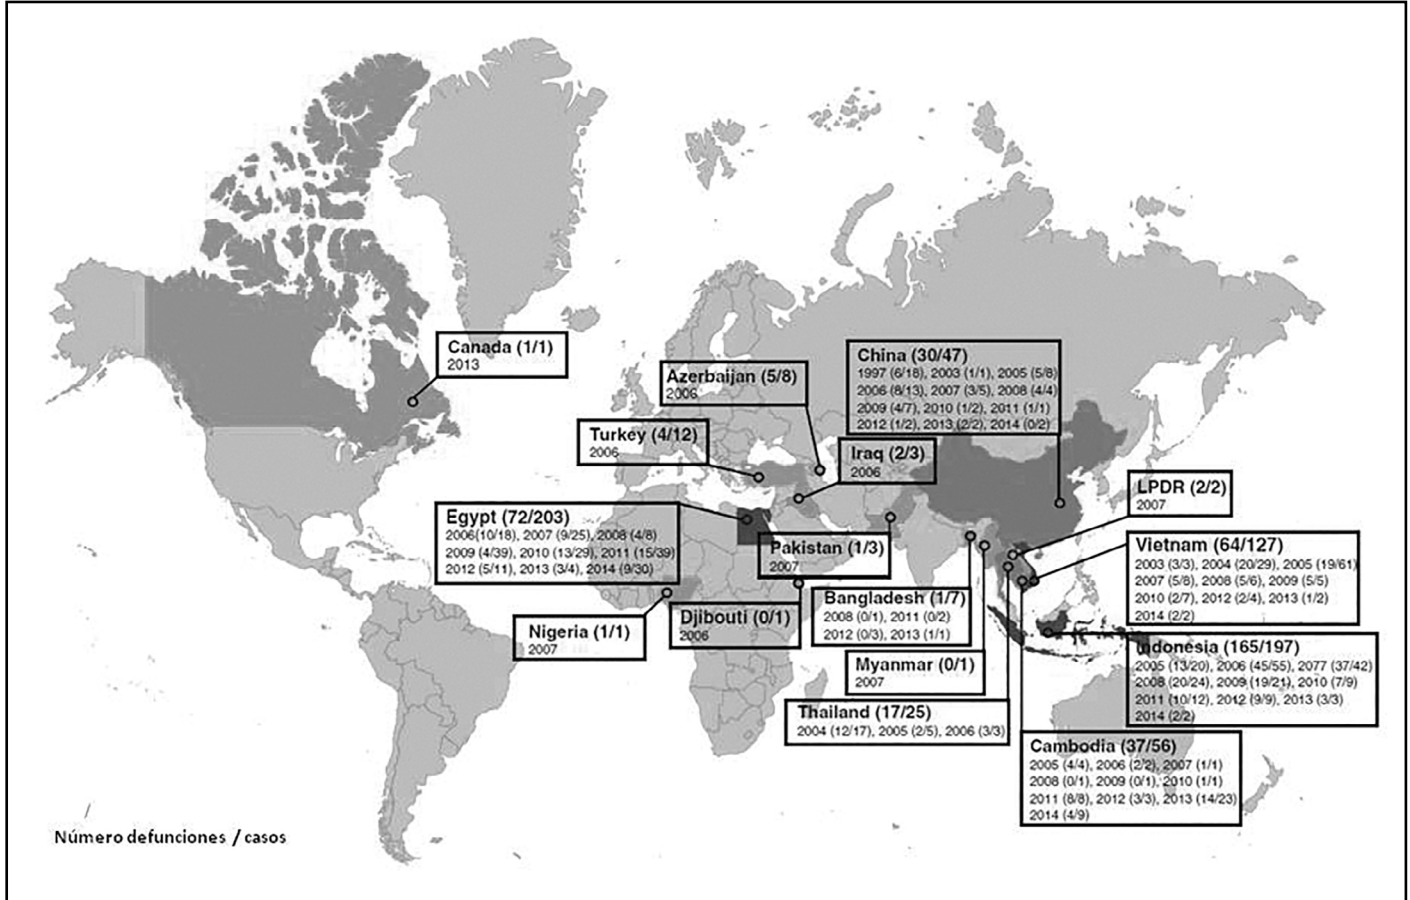 Canada (1/1)
2013
Azerbaijan (5/8)
2006
China (30/47)
1997 (6/18), 2003 (1/1), 2005 (5/8)
2006 (8/13), 2007 (3/5), 2008 (4/4)
2009 (4/7), 2010 (1/2), 2011 (1/1)
2012 (1/2), 2013 (2/2), 2014 (0/2)
Turkey (4/12)
2006
Iraq (2/3)
2006
LPDR (2/2)
2007
Egypt (72/203)
2006(10/18), 2007 (9/25), 2008 (4/8)
2009 (4/39), 2010 (13/29), 2011 (15/39)
2012 (5/11), 2013 (3/4), 2014 (9/30)
Pakistan (1/3)
2007
Vietnam (64/127)
2003 (3/3), 2004 (20/29), 2005 (19/61)
2007 (5/8), 2008 (5/6), 2009 (5/5)
2010 (2/7), 2012 (2/4), 2013 (1/2)
2014 (2/2)
Bangladesh (1/7)
2008 (0/1), 2011 (0/2)
2012 (0/3), 2013 (1/1)
Djibouti (0/1)
2006
Nigeria (1/1)
2007
Indonesia (165/197)
2005 (13/20), 2006 (45/55), 2077 (37/42)
2008 (20/24), 2009 (19/21), 2010 (7/9)
2011 (10/12), 2012 (9/9), 2013 (3/3)
2014 (2/2)
Myanmar (0/1)
2007
Thailand (17/25)
2004 (12/17), 2005 (2/5), 2006 (3/3)
Cambodia (37/56)
2005 (4/4), 2006 (2/2), 2007 (1/1)
2008 (0/1), 2009 (0/1), 2010 (1/1)
2011 (8/8), 2012 (3/3), 2013 (14/23)
2014 (4/9)
Número defunciones / casos